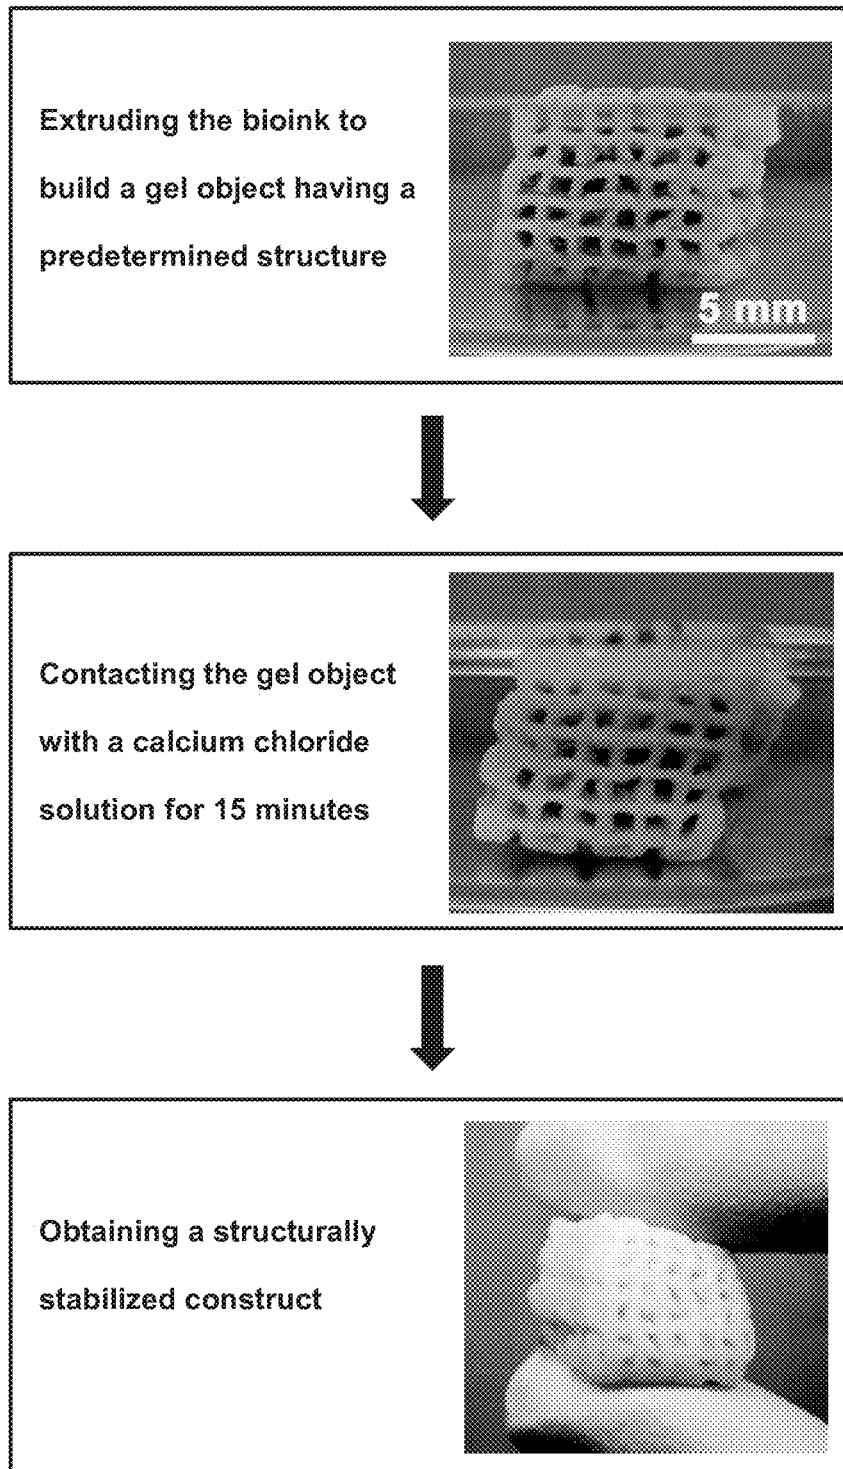 Extruding the bioink to
build a gel object having a
predetermined structure
5 mm
Contacting the gel object
with a calcium chloride
solution for 15 minutes
Obtaining a structurally
stabilized construct